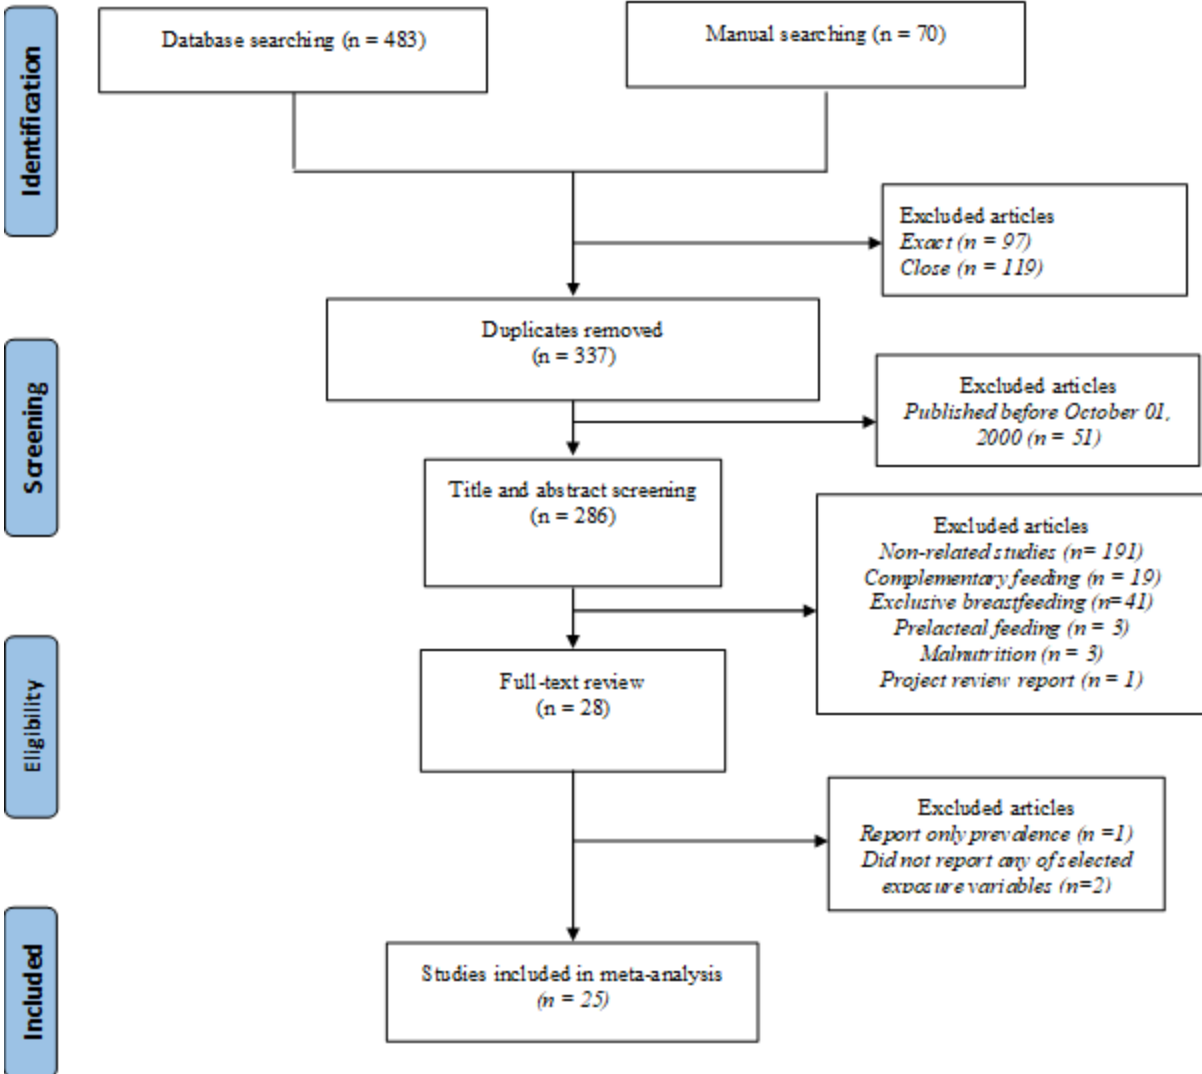 Identification
Database searching (n = 483)
Manual searching (n = 70)
Excluded articles
Exact (n = 97)
Close (n = 119)
Duplicates removed
(n = 337)
Screening
Excluded articles
Published before October 01,
2000 (n = 51)
Title and abstract screening
(n = 286)
Excluded articles
Non-related studies (n= 191)
Complementary feeding (n = 19)
Exclusive breastfeeding (n=41)
Prelacteal feeding (n = 3)
Malnutrition (n = 3)
Project review report (n = 1)
Eligibility
Full-text review
(n = 28)
Excluded articles
Report only prevalence (n =1)
Did not report any of selected
exposure variables (n=2)
Included
Studies included in meta-analysis
(n = 25)